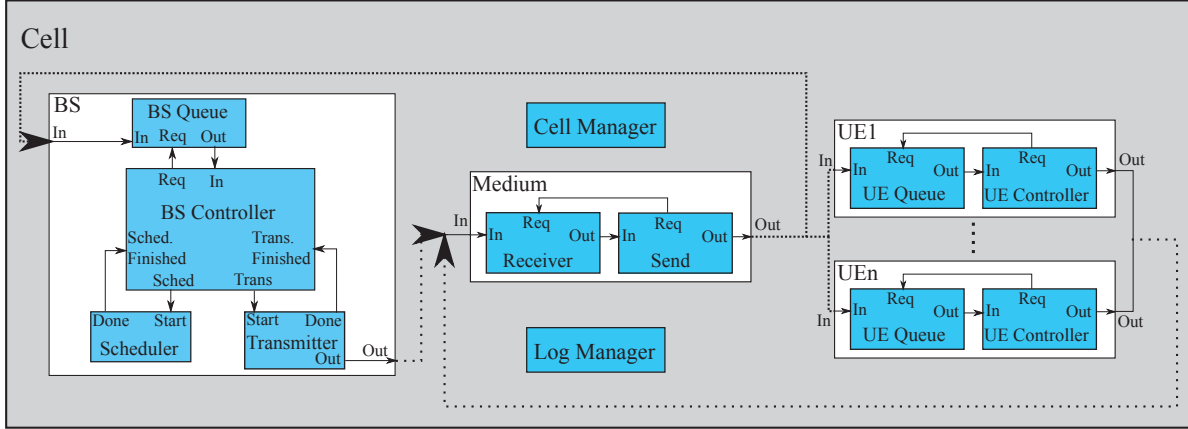 Cell
BS
In
BS Queue
In Req Out
Req In
BS Controller
Sched. Trans.
Finished Finished
Sched Trans
Done Start
Scheduler
Start Done
Transmitter
Out
Out
Cell Manager
Medium
In
In Req Out
Receiver
In Req Out
Send
Out
Log Manager
UE1
In
In Req Out
UE Queue
In Req Out
UE Controller
Out
UEn
In
In Req Out
UE Queue
In Req Out
UE Controller
Out